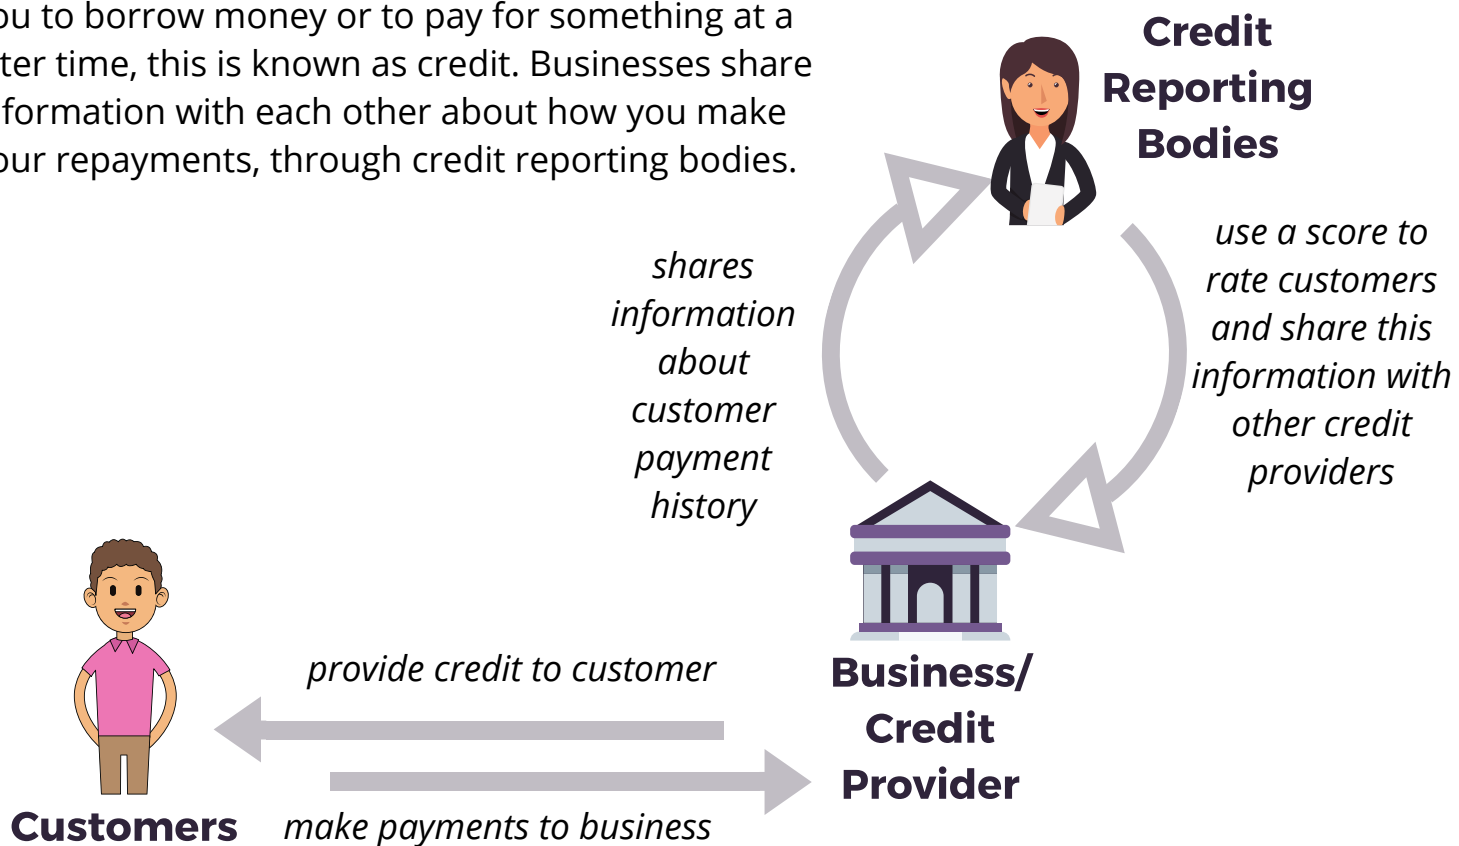 ou to borrow money or to pay for something at a
ter time, this is known as credit. Businesses share
formation with each other about how you make
our repayments, through credit reporting bodies.
Credit
Reporting
Bodies
shares
information
about
customer
payment
history
use a score to
rate customers
and share this
information with
other credit
providers
provide credit to customer
Business/
Credit
Provider
Customers
make payments to business